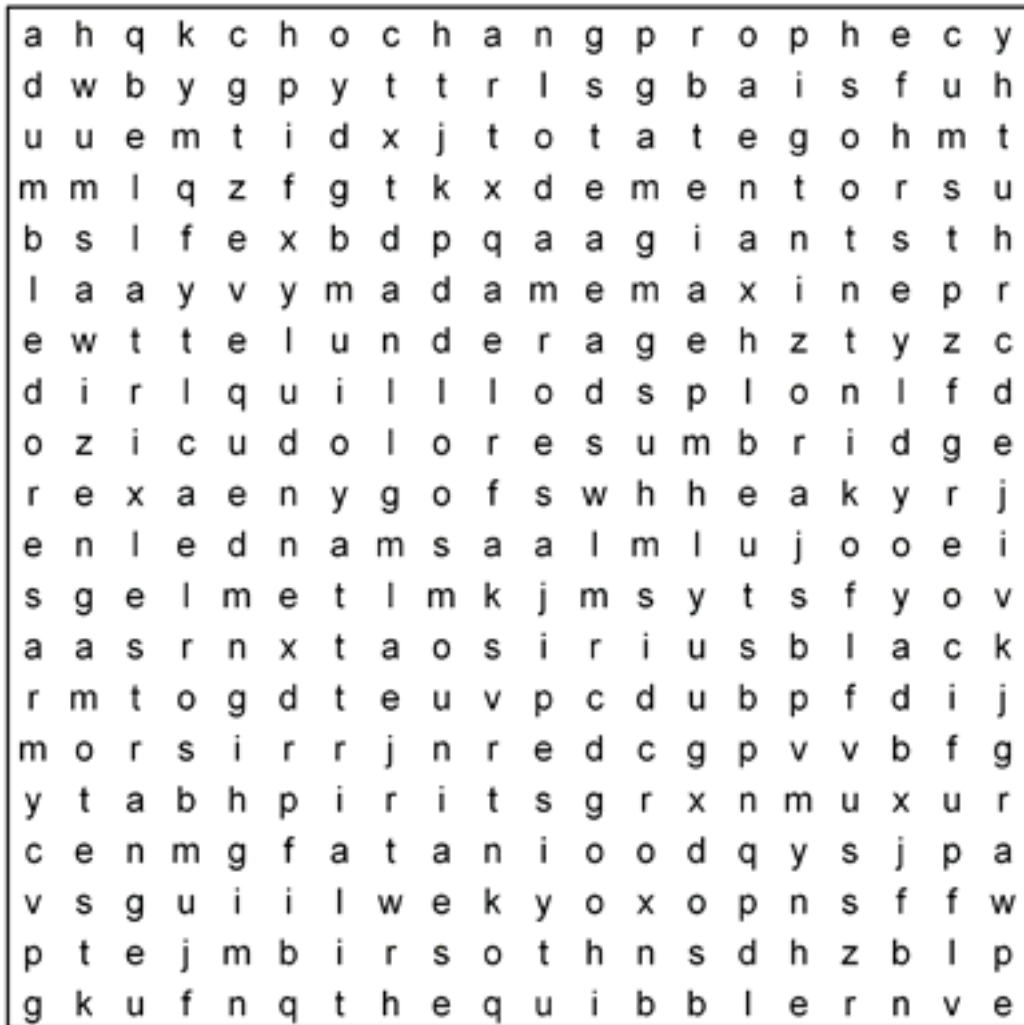 a h q k c h o c h a n g p r o p h e c y
d w b y g p y t t r l s g b a i s f u h
u u e m t i d x j t o t a t e g o h m t
m m l q z f g t k x d e m e n t o r s u
b s l f e x b d p q a a g i a n t s t h
l a a y v y m a d a m e m a x i n e p r
e w t t e l u n d e r a g e h z t y z c
d i r l q u i l l l o d s p l o n l f d
o z i c u d o l o r e s u m b r i d g e
r e x a e n y g o f s w h h e a k y r j
e n l e d n a m s a a l m l u j o o e i
s g e l m e t l m k j m s y t s f y o v
a a s r n x t a o s i r i u s b l a c k
r m t o g d t e u v p c d u b p f d i j
m o r s i r r j n r e d c g p v v b f g
y t a b h p i r i t s g r x n m u x u r
c e n m g f a t a n i o o d q y s j p a
v s g u i i l w e k y o x o p n s f f w
p t e j m b i r s o t h n s d h z b l p
g k u f n q t h e q u i b b l e r n v e